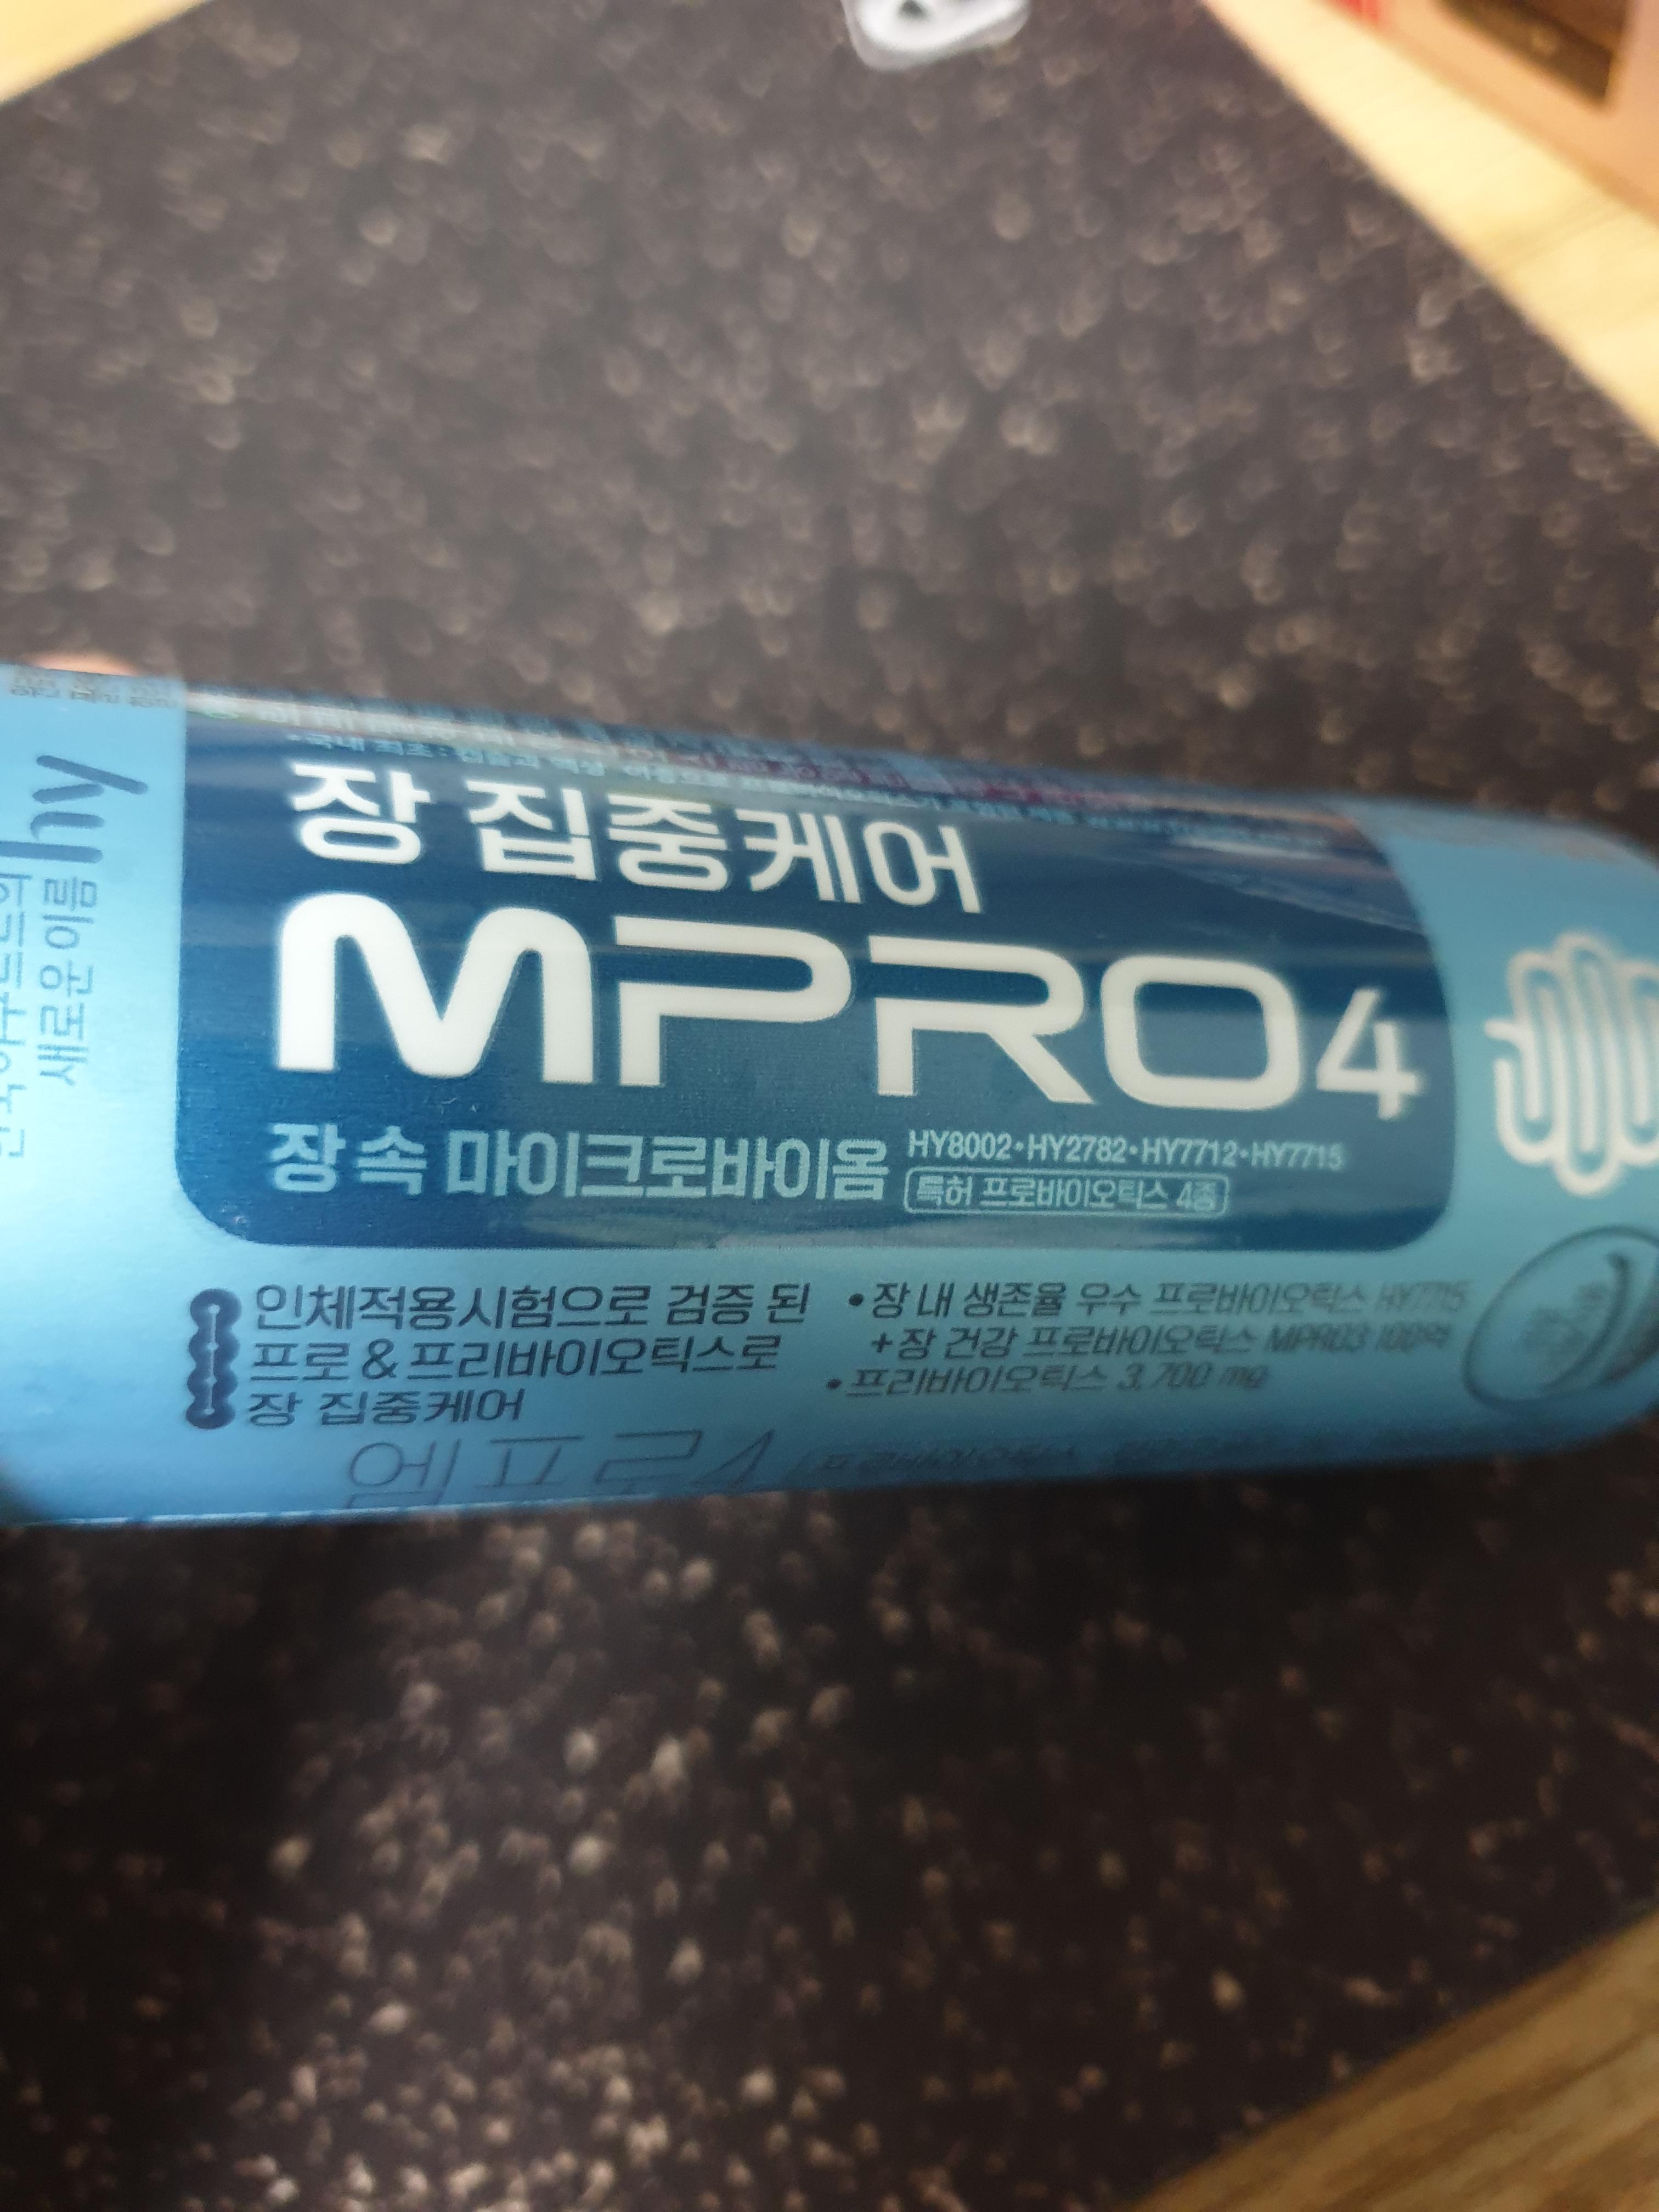 hy
새로운 이름
장 집중케어
MPRO4
장 속 마이크로바이옴
HY8002·HY2782·HY7712·HY7715
특허 프로바이오틱스 4종
인체적용시험으로 검증 된
프로 & 프리바이오틱스로
장 집중케어
•장 내 생존율 우수 프로바이오틱스 HY7715
+장 건강 프로바이오틱스 MPRO3 100억
•프리바이오틱스 3,700 mg
엠프로4